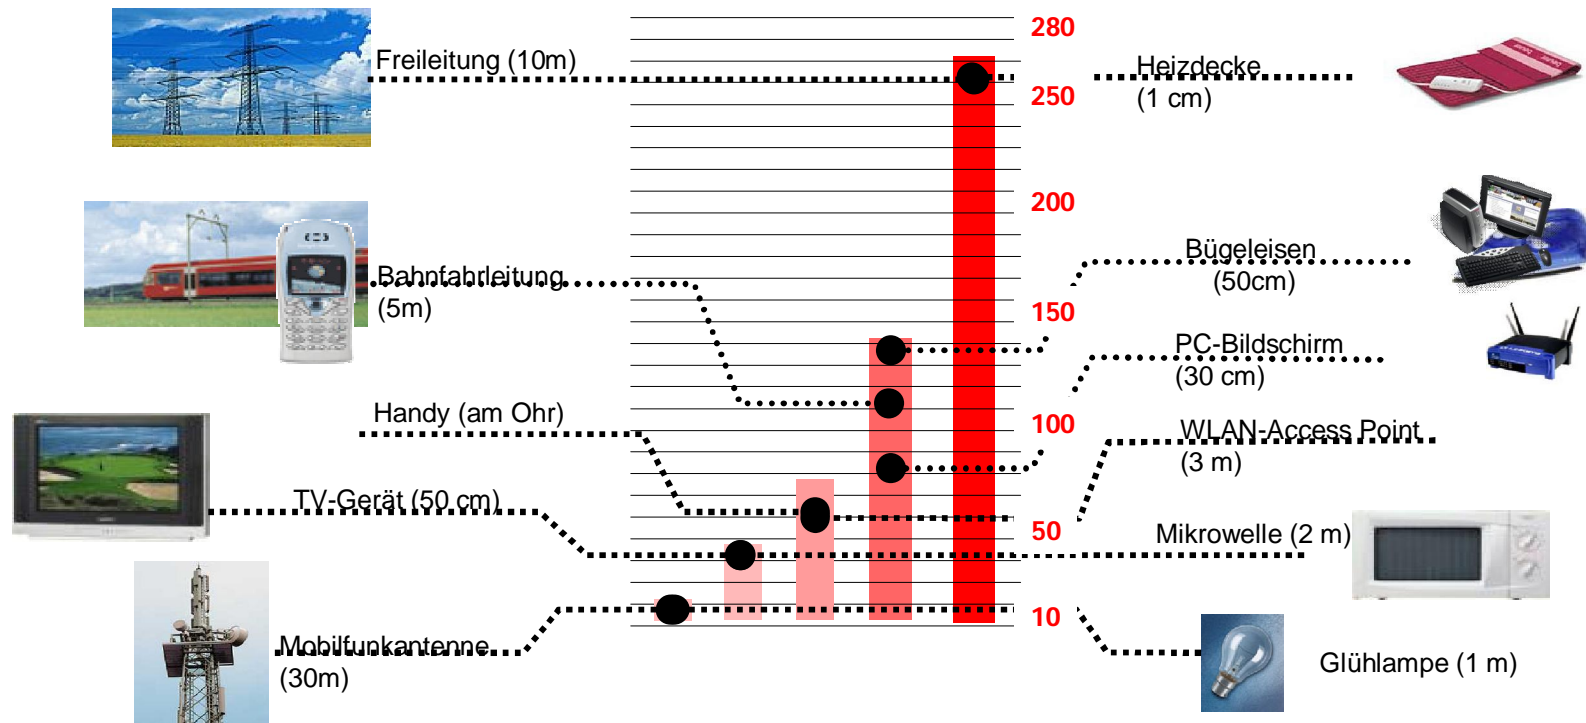 280
Freileitung (10m)
Heizdecke
(1 cm)
250
200
Bügeleisen
(50cm)
Bahnfahrleitung
(5m)
150
PC-Bildschirm
(30 cm)
Handy (am Ohr)
100
WLAN-Access Point
(3 m)
TV-Gerät (50 cm)
50
Mikrowelle (2 m)
10
Mobilfunkantenne
(30m)
Glühlampe (1 m)